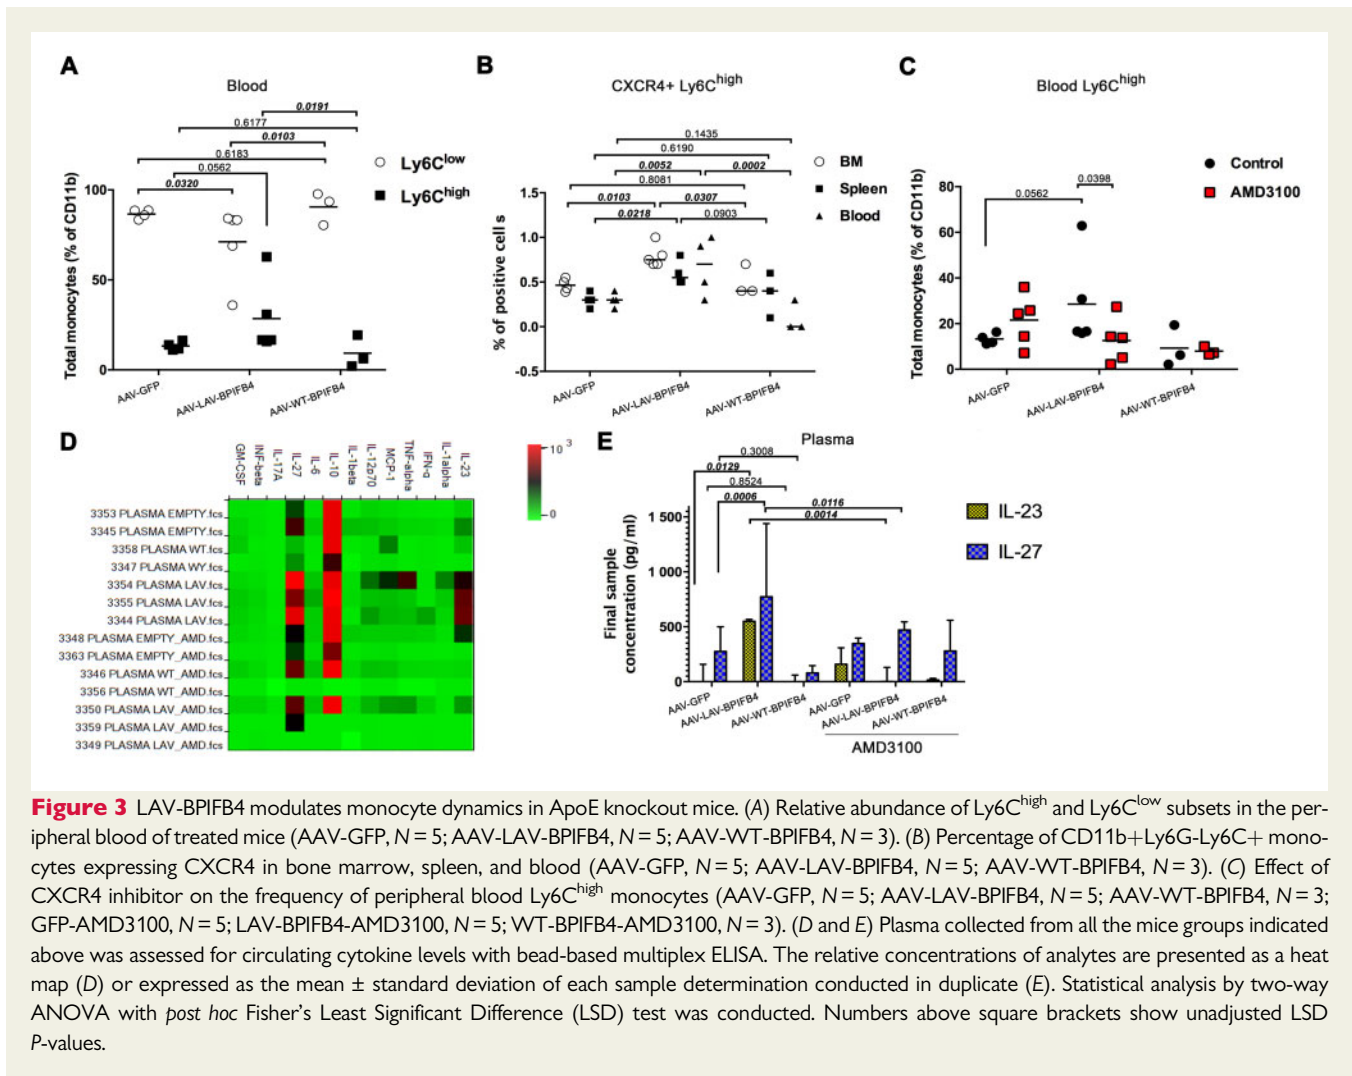 A
Blood
0.0191
0.6177
0.0103
0.6183
0.0562
0.0320
Ly6Clow
Ly6Chigh
Total monocytes (% of CD11b)
100
50
0
AAV-GFP
AAV-LAV-BPIFB4
AAV-WT-BPIFB4
B
CXCR4+ Ly6Chigh
0.1435
0.6190
0.0052 0.0002
0.8081
0.0103 0.0307
0.0218 0.0903
BM
Spleen
Blood
% of positive cell s
1.5
1.0
0.5
0.0
-0.5
AAV-GFP
AAV-LAV-BPIFB4
AAV-WT-BPIFB4
C
Blood Ly6Chigh
0.0562
0.0398
Control
AMD3100
Total monocytes (% of CD11b)
80
60
40
20
0
AAV-GFP
AAV-LAV-BPIFB4
AAV-WT-BPIFB4
D
GM-CSF
INF-beta
IL-17A
IL-27
IL-6
IL-10
IL-1beta
IL-12p70
MCP-1
TNF-alpha
IFN-g
IL-1alpha
IL-23
10 3
0
3353 PLASMA EMPTY.fcs
3345 PLASMA EMPTY.fcs
3358 PLASMA WT.fcs
3347 PLASMA WY.fcs
3354 PLASMA LAV.fcs
3355 PLASMA LAV.fcs
3344 PLASMA LAV.fcs
3348 PLASMA EMPTY_AMD.fcs
3363 PLASMA EMPTY_AMD.fcs
3346 PLASMA WT_AMD.fcs
3356 PLASMA WT_AMD.fcs
3350 PLASMA LAV_AMD.fcs
3359 PLASMA LAV_AMD.fcs
3349 PLASMA LAV_AMD.fcs
E
Plasma
0.3008
0.0129
0.8524
0.0006 0.0116
0.0014
IL-23
IL-27
Final sample
concentration (pg/ml)
1 500
1 000
500
0
AAV-GFP
AAV-LAV-BPIFB4
AAV-WT-BPIFB4
AAV-GFP
AAV-LAV-BPIFB4
AAV-WT-BPIFB4
AMD3100
Figure 3 LAV-BPIFB4 modulates monocyte dynamics in ApoE knockout mice. (A) Relative abundance of Ly6Chigh and Ly6Clow subsets in the per-
ipheral blood of treated mice (AAV-GFP, N = 5; AAV-LAV-BPIFB4, N = 5; AAV-WT-BPIFB4, N = 3). (B) Percentage of CD11b+Ly6G-Ly6C+ mono-
cytes expressing CXCR4 in bone marrow, spleen, and blood (AAV-GFP, N = 5; AAV-LAV-BPIFB4, N = 5; AAV-WT-BPIFB4, N = 3). (C) Effect of
CXCR4 inhibitor on the frequency of peripheral blood Ly6Chigh monocytes (AAV-GFP, N = 5; AAV-LAV-BPIFB4, N = 5; AAV-WT-BPIFB4, N = 3;
GFP-AMD3100, N = 5; LAV-BPIFB4-AMD3100, N = 5; WT-BPIFB4-AMD3100, N = 3). (D and E) Plasma collected from all the mice groups indicated
above was assessed for circulating cytokine levels with bead-based multiplex ELISA. The relative concentrations of analytes are presented as a heat
map (D) or expressed as the mean ± standard deviation of each sample determination conducted in duplicate (E). Statistical analysis by two-way
ANOVA with post hoc Fisher's Least Significant Difference (LSD) test was conducted. Numbers above square brackets show unadjusted LSD
P-values.